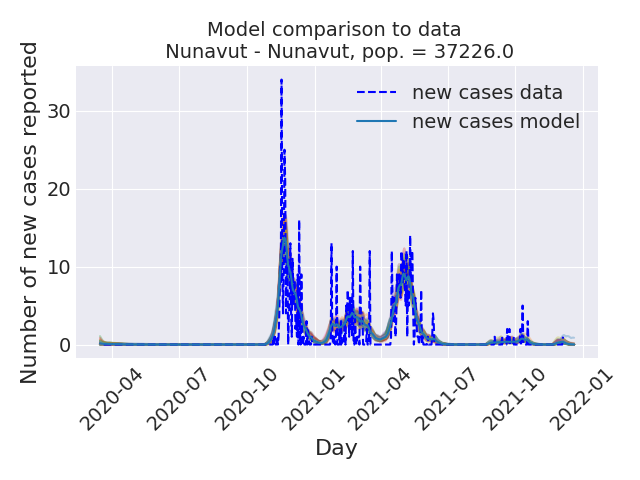 Model comparison to data
Nunavut - Nunavut, pop. = 37226.0
Number of new cases reported
30
20
10
0
new cases data
new cases model
2020-04
2020-07
2020-10
2021-01
2021-04
2021-07
2021-10
2022-01
Day